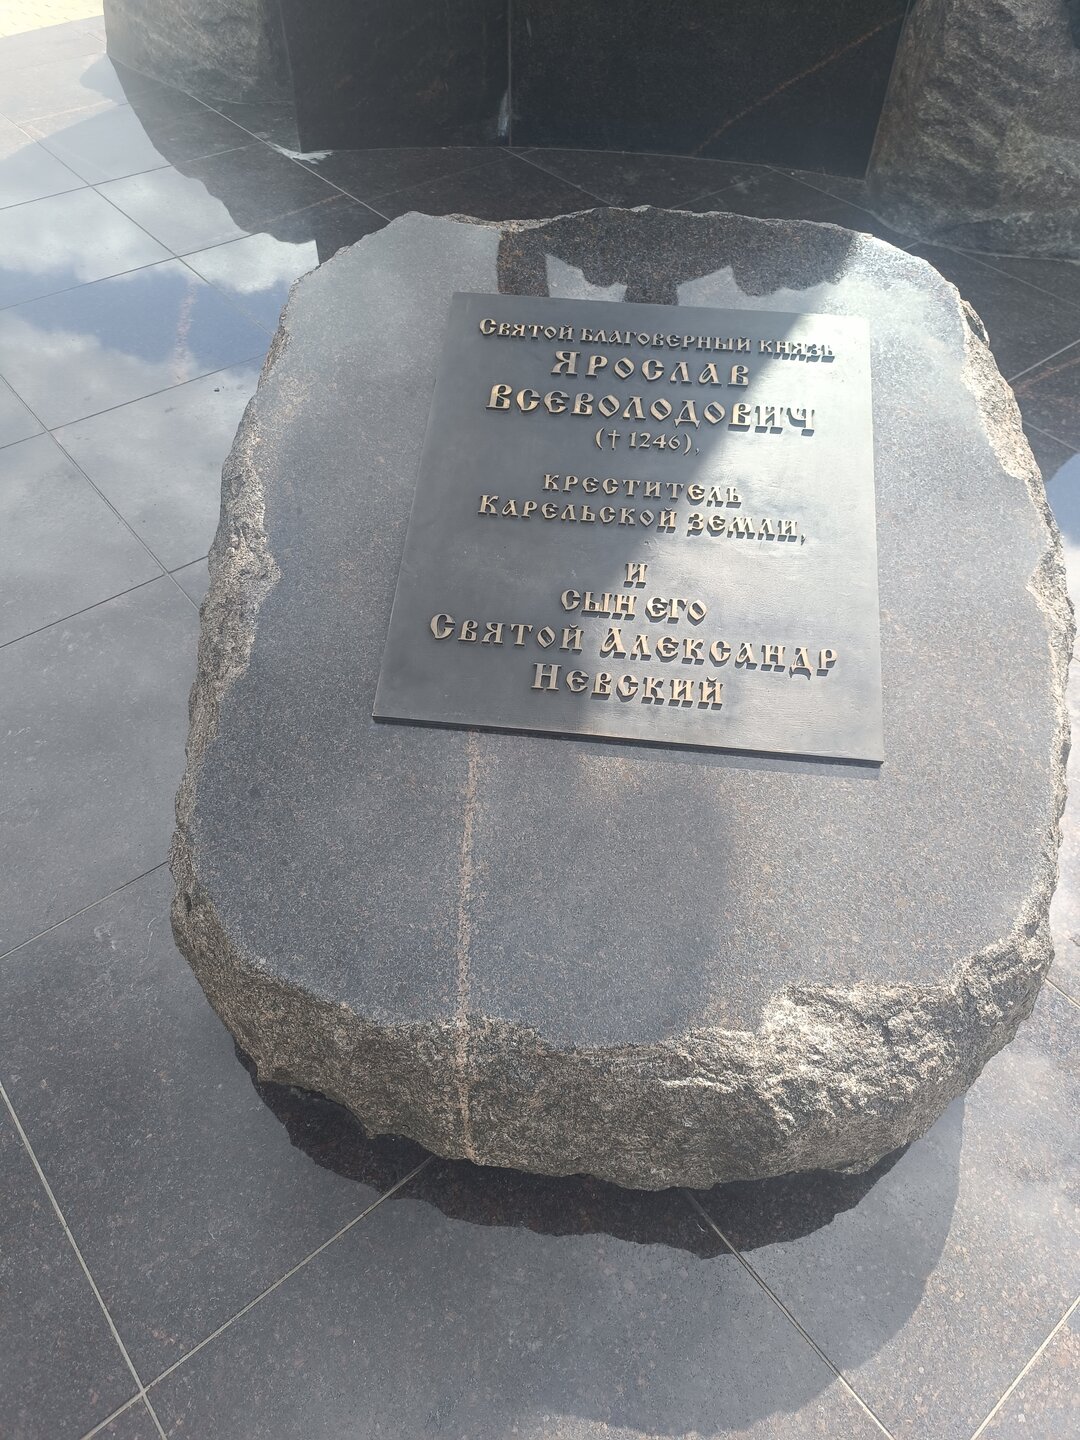 Святой благоверный князь
Ярослав
Всеволодович
(† 1246),
креститель
Карельской земли,
и
сын его
Святой Александр
Невский